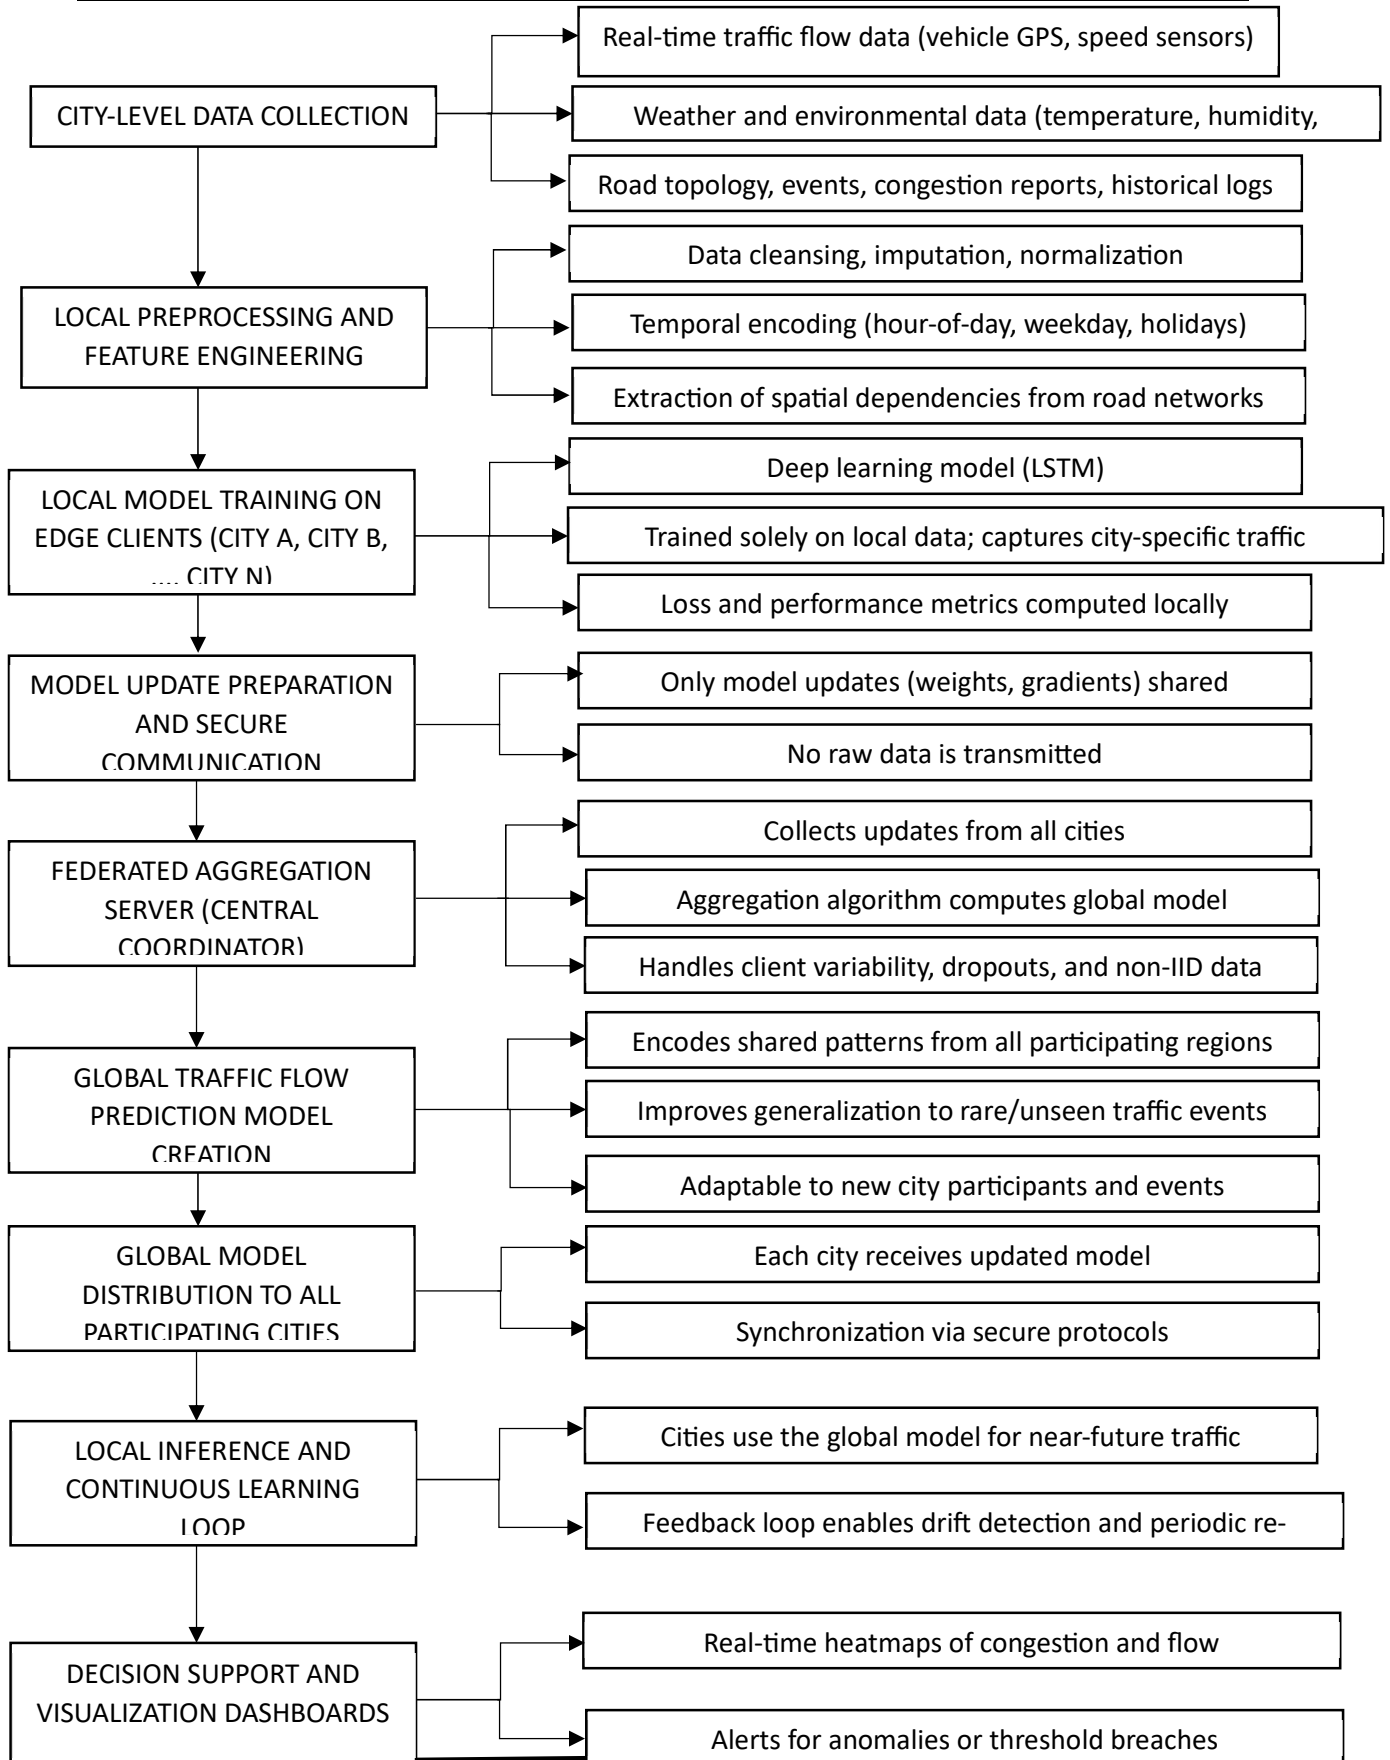 Real-time traffic flow data (vehicle GPS, speed sensors)
CITY-LEVEL DATA COLLECTION
Weather and environmental data (temperature, humidity,
Road topology, events, congestion reports, historical logs
LOCAL PREPROCESSING AND
FEATURE ENGINEERING
Data cleansing, imputation, normalization
Temporal encoding (hour-of-day, weekday, holidays)
Extraction of spatial dependencies from road networks
LOCAL MODEL TRAINING ON
EDGE CLIENTS (CITY A, CITY B,
…, CITY N)
Deep learning model (LSTM)
Trained solely on local data; captures city-specific traffic
Loss and performance metrics computed locally
MODEL UPDATE PREPARATION
AND SECURE
COMMUNICATION
Only model updates (weights, gradients) shared
No raw data is transmitted
FEDERATED AGGREGATION
SERVER (CENTRAL
COORDINATOR)
Collects updates from all cities
Aggregation algorithm computes global model
Handles client variability, dropouts, and non-IID data
GLOBAL TRAFFIC FLOW
PREDICTION MODEL
CREATION
Encodes shared patterns from all participating regions
Improves generalization to rare/unseen traffic events
Adaptable to new city participants and events
GLOBAL MODEL
DISTRIBUTION TO ALL
PARTICIPATING CITIES
Each city receives updated model
Synchronization via secure protocols
LOCAL INFERENCE AND
CONTINUOUS LEARNING
LOOP
Cities use the global model for near-future traffic
Feedback loop enables drift detection and periodic re-
DECISION SUPPORT AND
VISUALIZATION DASHBOARDS
Real-time heatmaps of congestion and flow
Alerts for anomalies or threshold breaches